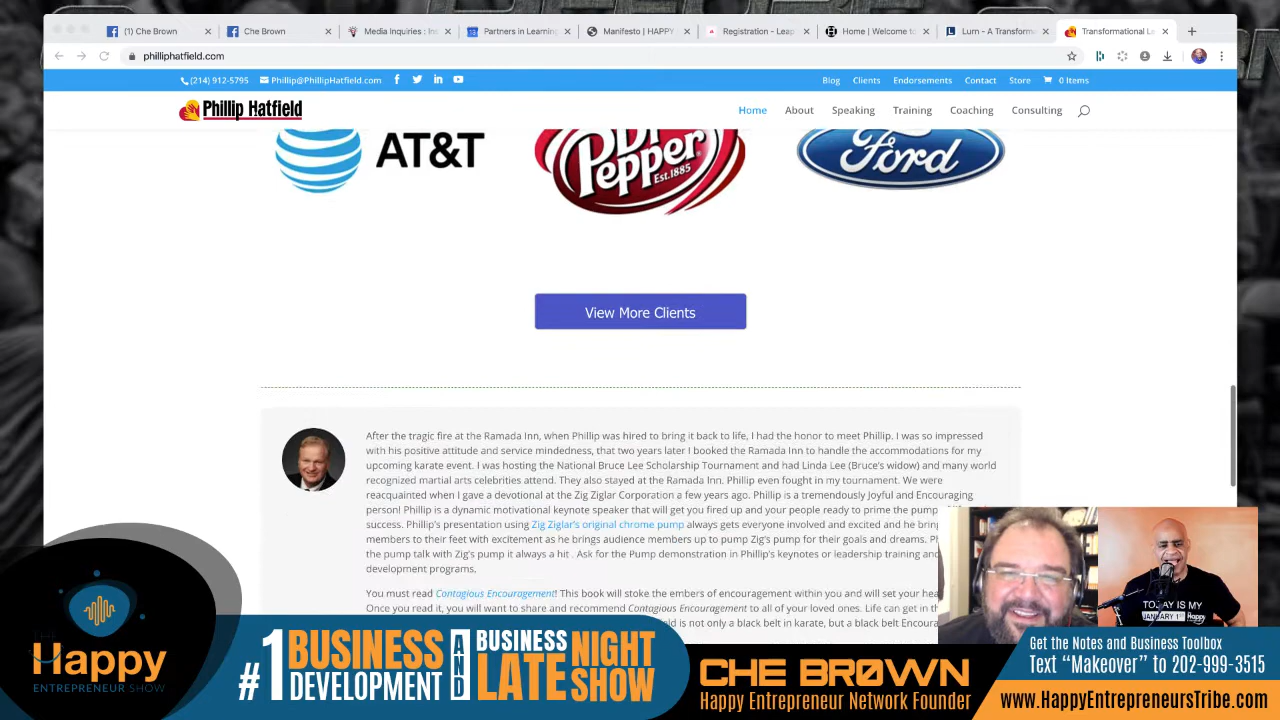 (1) Che Brown
Che Brown
Media Inquiries : Ins
Partners in Learning
Manifesto | HAPPY
Registration - Leap
Home | Welcome to
Lurn - A Transforma
Transformational Le
philliphatfield.com
(214) 912-5795 Phillip@PhillipHatfield.com
Blog Clients Endorsements Contact Store 0 Items
Phillip Hatfield
Home About Speaking Training Coaching Consulting
AT&T
Dr Pepper
Est.1885
Ford
View More Clients
After the tragic fire at the Ramada Inn, when Phillip was hired to bring it back to life, I had the honor to meet Phillip. I was so impressed
with his positive attitude and service mindedness, that two years later I booked the Ramada Inn to handle the accommodations for my
upcoming karate event. I was hosting the National Bruce Lee Scholarship Tournament and had Linda Lee (Bruce's widow) and many world
recognized martial arts celebrities attend. They also stayed at the Ramada Inn. Phillip even fought in my tournament. We were
reacquainted when I gave a devotional at the Zig Ziglar Corporation a few years ago. Phillip is a tremendously Joyful and Encouraging
person! Phillip is a dynamic motivational keynote speaker that will get you fired up and your people ready to prime the pump
success. Phillip's presentation using Zig Ziglar's original chrome pump always gets everyone involved and excited and he bring
members to their feet with excitement as he brings audience members up to pump Zig's pump for their goals and dreams. Ph
the pump talk with Zig's pump it always a hit . Ask for the Pump demonstration in Phillip's keynotes or leadership training and
development programs.
You must read Contagious Encouragement! This book will stoke the embers of encouragement within you and will set your hea
Once you read it, you will want to share and recommend Contagious Encouragement to all of your loved ones. Life can get in th
field is not only a black belt in karate, but a black belt Encoura
TODAY IS MY
JANUARY 1ST Happy
The
Happy
ENTREPRENEUR SHOW
#1 BUSINESS DEVELOPMENT AND BUSINESS LATE NIGHT SHOW
CHE BROWN
Happy Entrepreneur Network Founder
Get the Notes and Business Toolbox
Text “Makeover” to 202-999-3515
www.HappyEntrepreneursTribe.com